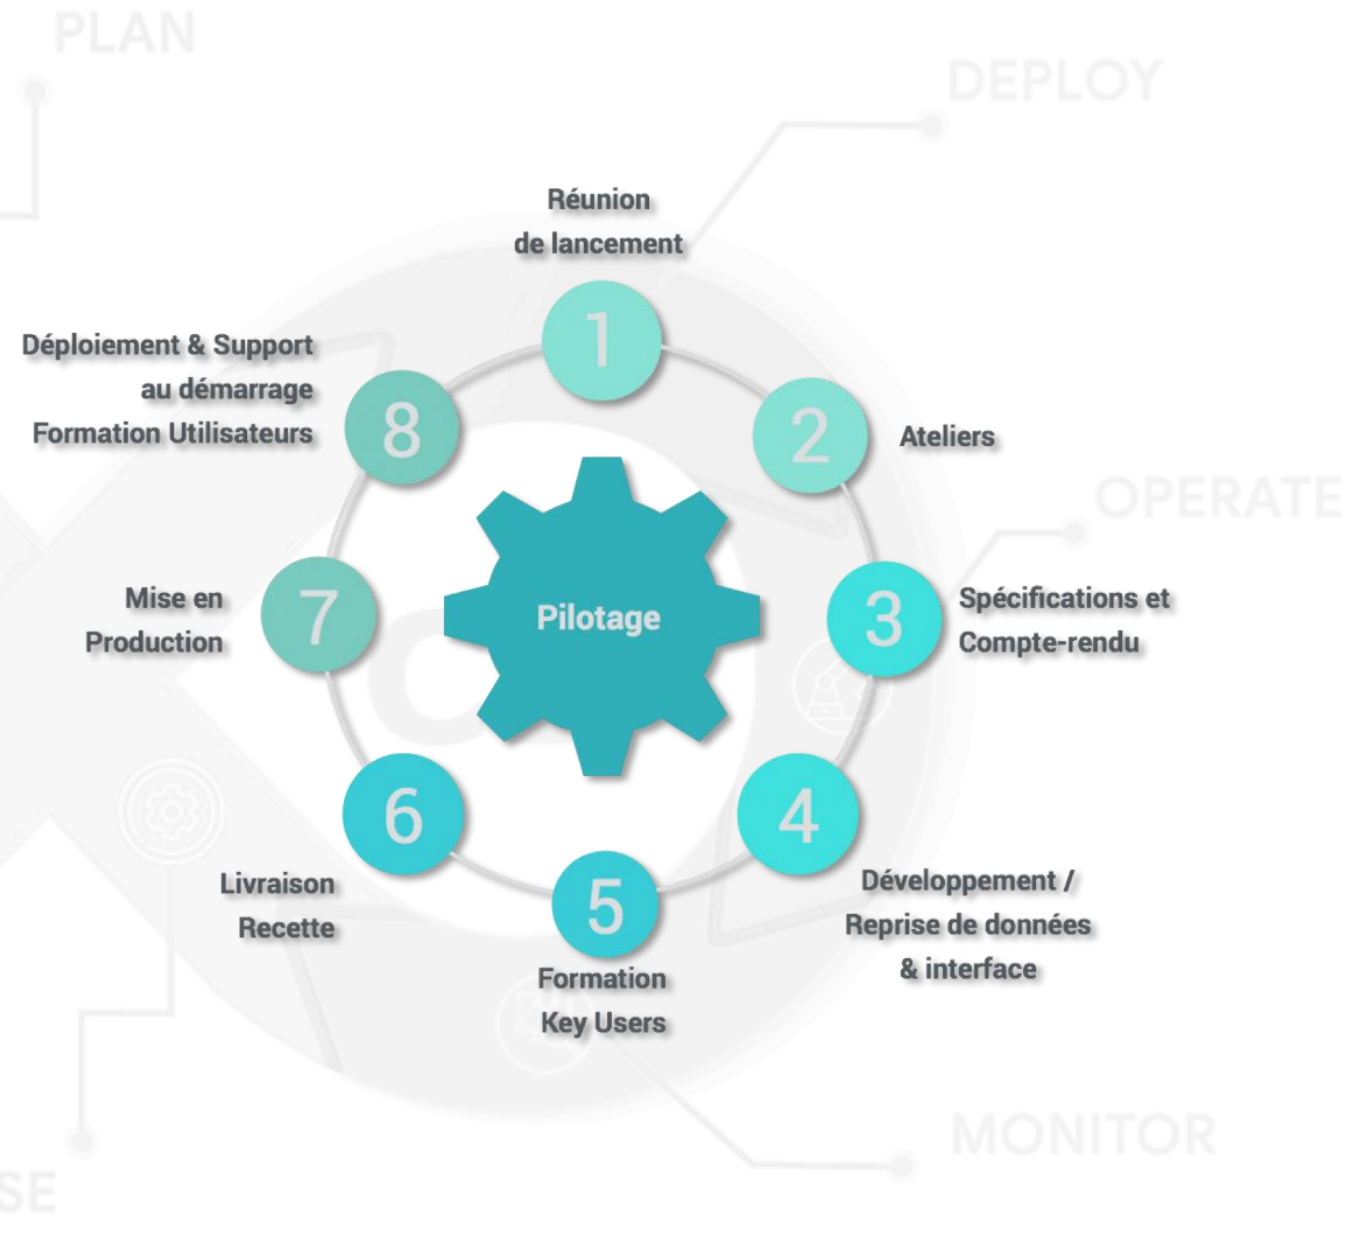 PLAN
DEPLOY
Réunion
de lancement
1
2
Ateliers
OPERATE
3
Spécifications et
Compte-rendu
4
Développement /
Reprise de données
& interface
5
Formation
Key Users
6
Livraison
Recette
7
Mise en
Production
8
Déploiement & Support
au démarrage
Formation Utilisateurs
Pilotage
MONITOR